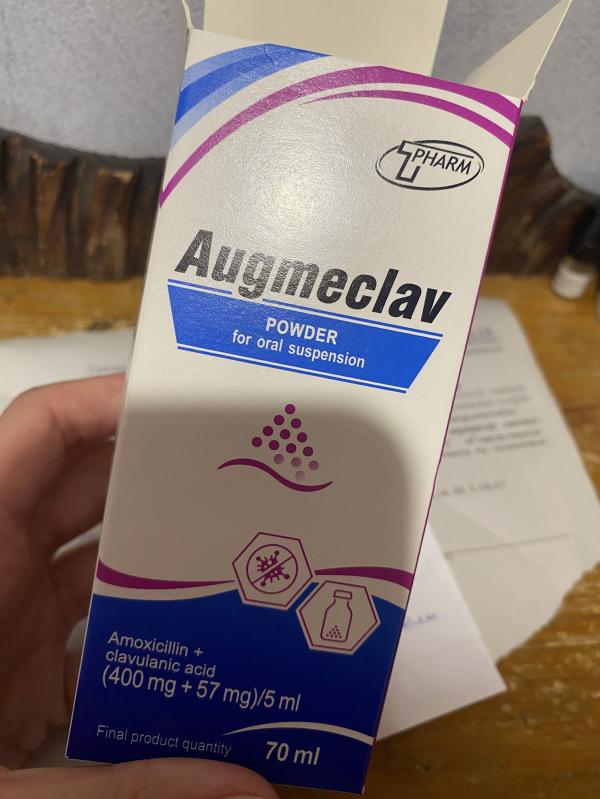 PHARM
Augmeclav
POWDER
for oral suspension
Amoxicillin +
clavulanic acid
(400 mg + 57 mg)/5 ml
Final product quantity 70 ml